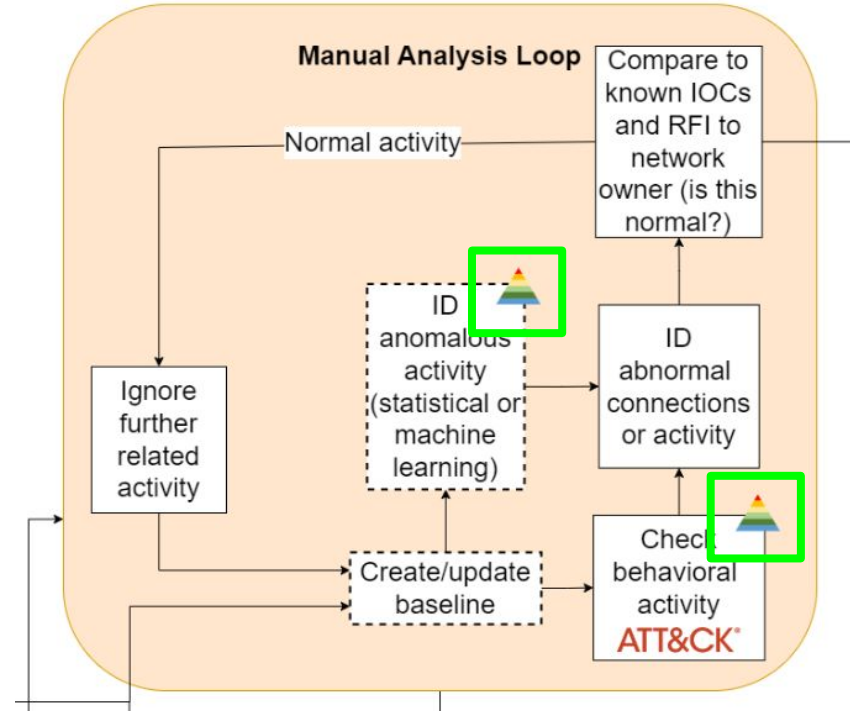 Manual Analysis Loop
Compare to
known IOCs
and RFI to
network
owner (is this
normal?)
Normal activity
ID
anomalous
activity
(statistical or
machine
learning)
ID
abnormal
connections
or activity
Ignore
further
related
activity
Create/update
baseline
Check
behavioral
activity
ATT&CK®